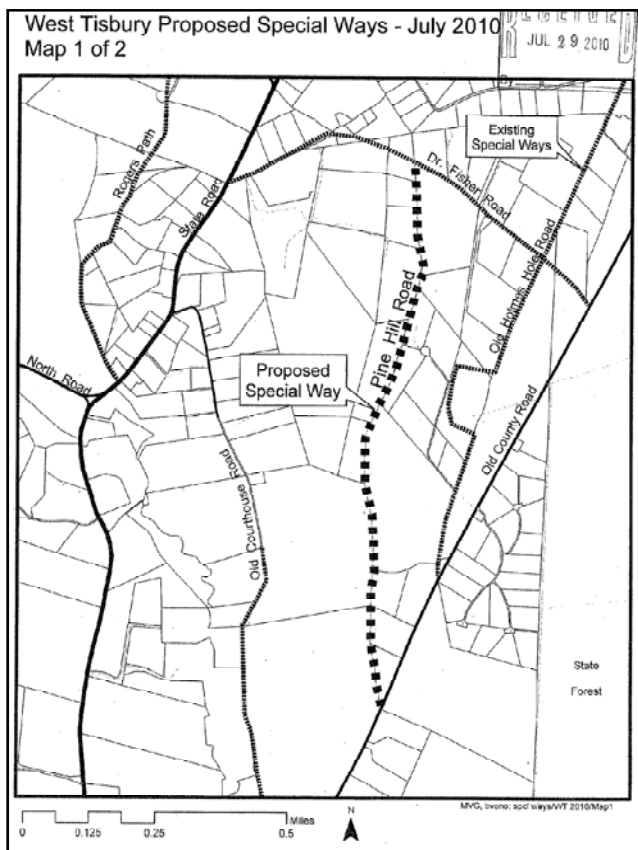 West Tisbury Proposed Special Ways - July 2010
Map 1 of 2
RECEIVED
JUL 29 2010
By
Existing
Special Ways
Rogers Path
State Road
Dr. Fisher Road
Old Holmes Hole Road
Pine Hill Road
North Road
Proposed
Special Way
Old County Road
Old Courthouse Road
State
Forest
Miles
0 0.125 0.25 0.5
N